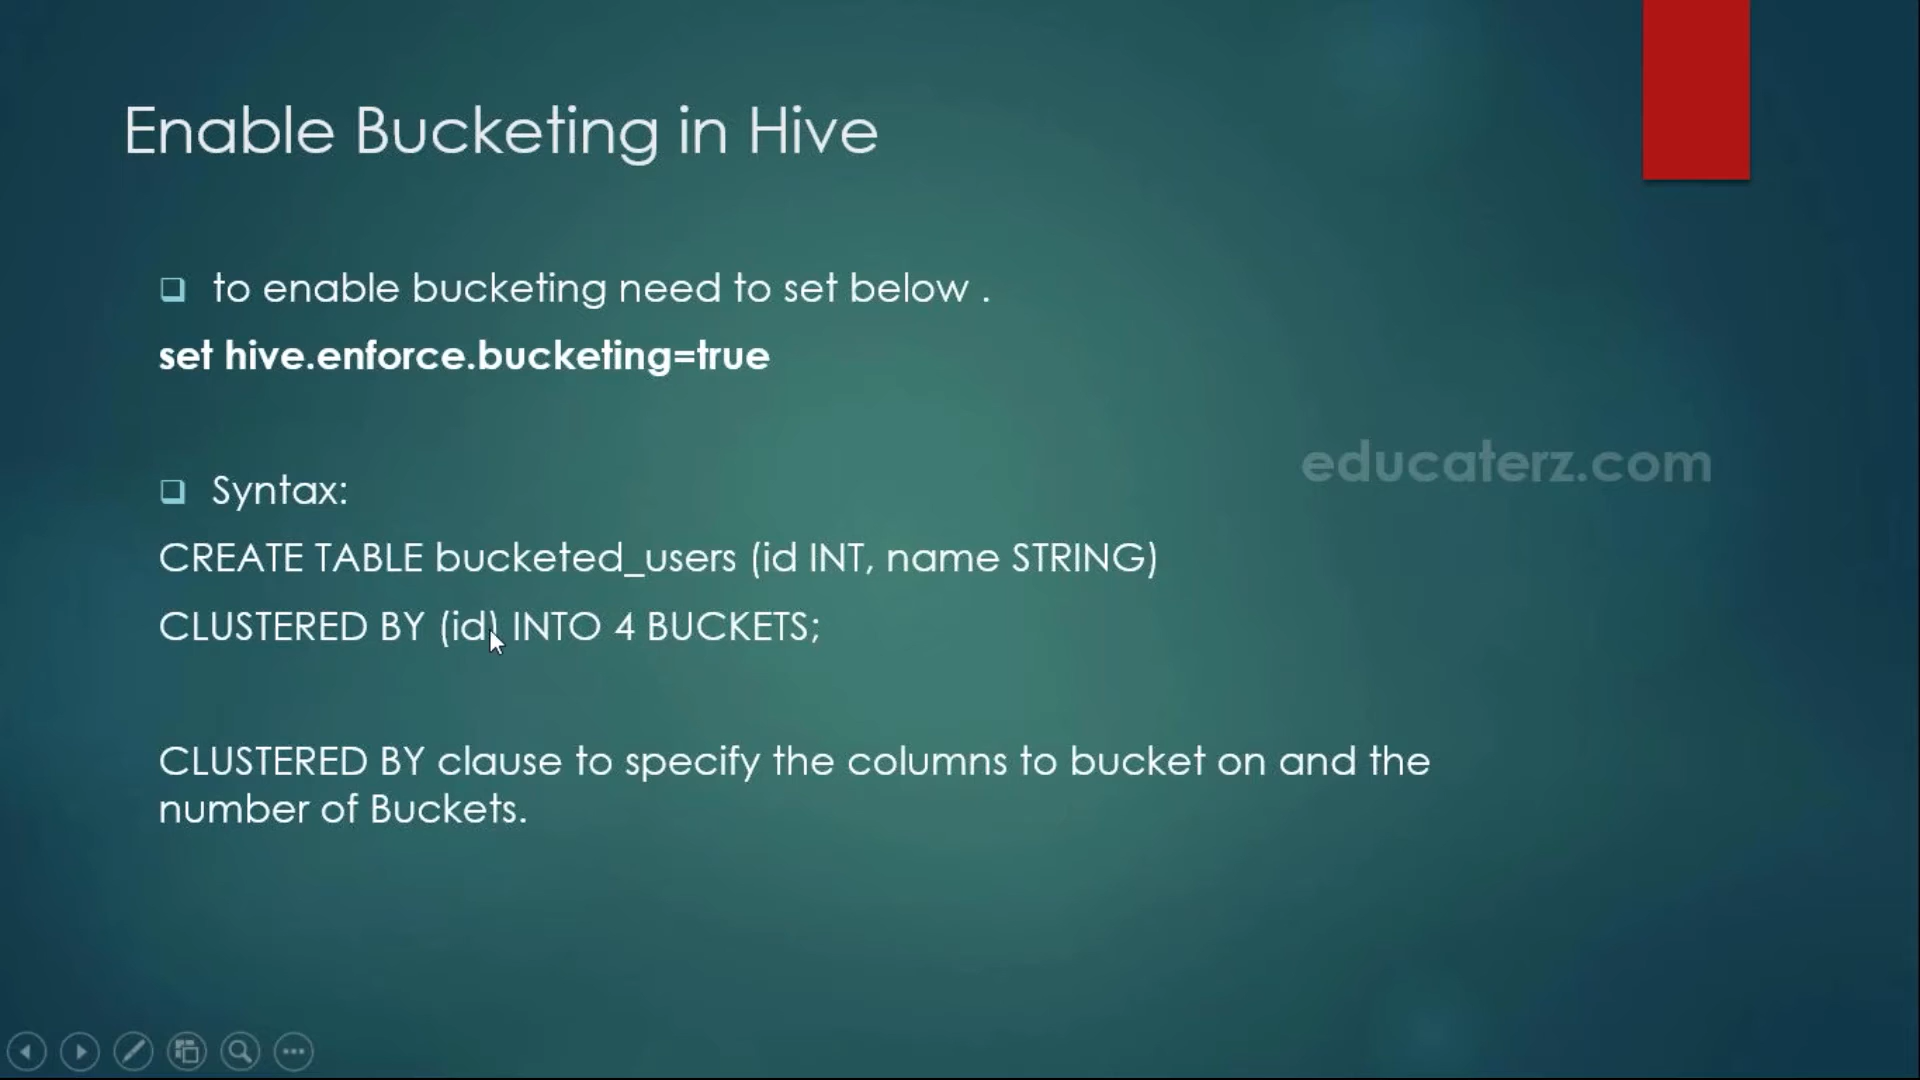 Enable Bucketing in Hive
to enable bucketing need to set below .
set hive.enforce.bucketing=true
educaterz.com
Syntax:
CREATE TABLE bucketed_users (id INT, name STRING)
CLUSTERED BY (id) INTO 4 BUCKETS;
CLUSTERED BY clause to specify the columns to bucket on and the
number of Buckets.